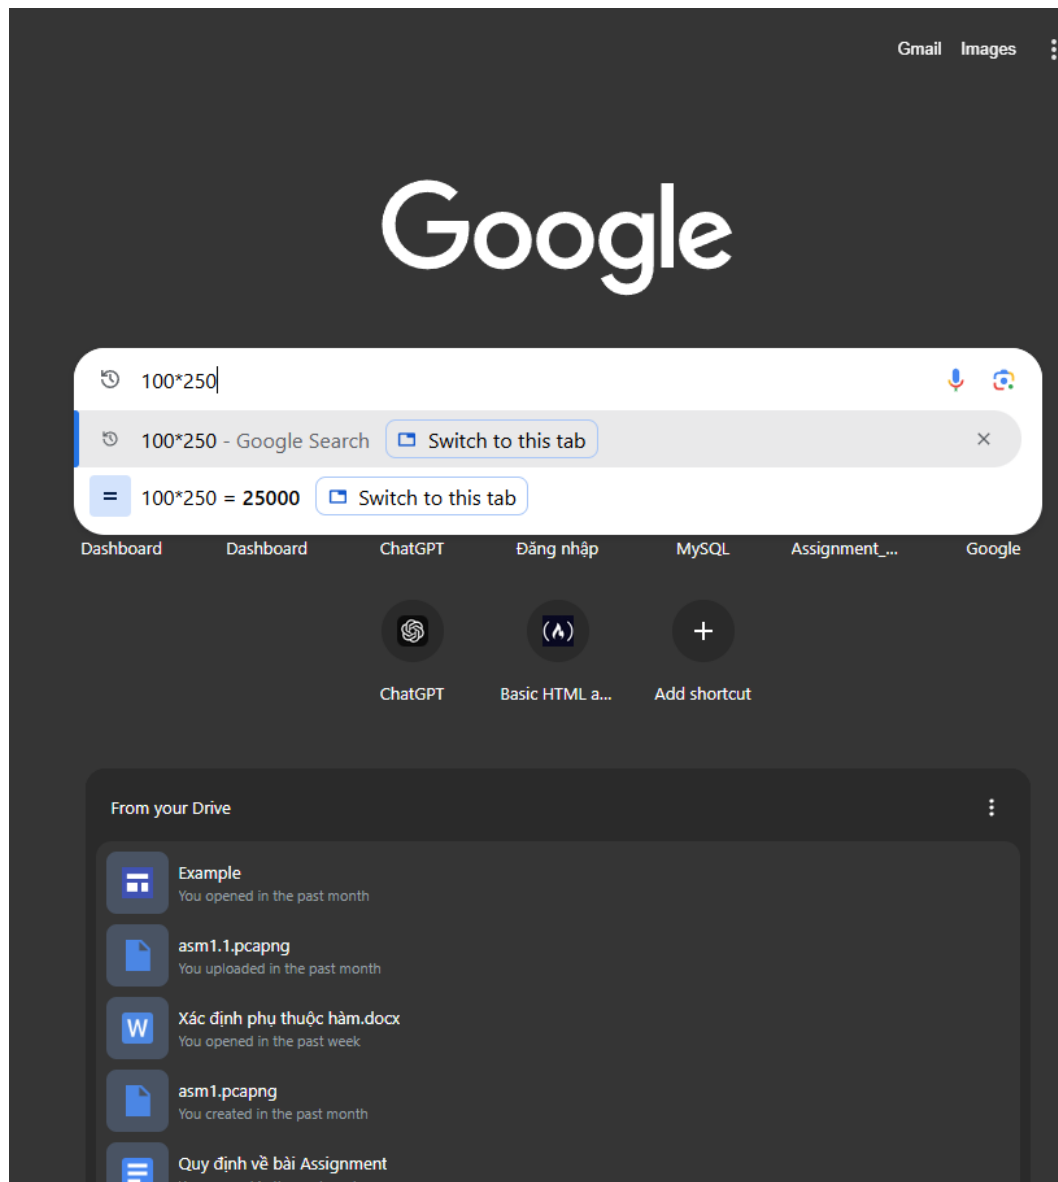 Gmail Images
Google
100*250
100*250 - Google Search Switch to this tab
= 100*250 = 25000 Switch to this tab
Dashboard Dashboard ChatGPT Đăng nhập MySQL Assignment_... Google
ChatGPT Basic HTML a... Add shortcut
From your Drive
Example
You opened in the past month
asm1.1.pcapng
You uploaded in the past month
W
Xác định phụ thuộc hàm.docx
You opened in the past week
asm1.pcapng
You created in the past month
Quy định về bài Assignment